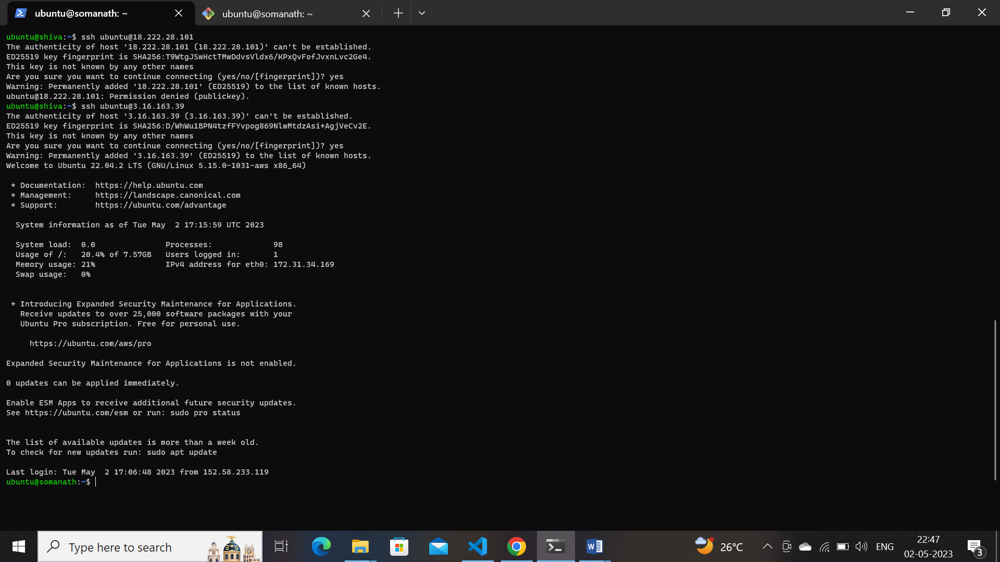 ubuntu@somanath: ~
ubuntu@somanath: ~
ubuntu@shiva:~$ ssh ubuntu@18.222.28.101
The authenticity of host '18.222.28.101 (18.222.28.101)' can't be established.
ED25519 key fingerprint is SHA256:T9WtgJSwHctTMwDdvsVldx6/KPxQvFofJvxnLvc2Ge4.
This key is not known by any other names
Are you sure you want to continue connecting (yes/no/[fingerprint])? yes
Warning: Permanently added '18.222.28.101' (ED25519) to the list of known hosts.
ubuntu@18.222.28.101: Permission denied (publickey).
ubuntu@shiva:~$ ssh ubuntu@3.16.163.39
The authenticity of host '3.16.163.39 (3.16.163.39)' can't be established.
ED25519 key fingerprint is SHA256:D/WhWu1BPN4tzfFYvpog869NlwMtdzAsi+AgjVeCv2E.
This key is not known by any other names
Are you sure you want to continue connecting (yes/no/[fingerprint])? yes
Warning: Permanently added '3.16.163.39' (ED25519) to the list of known hosts.
Welcome to Ubuntu 22.04.2 LTS (GNU/Linux 5.15.0-1031-aws x86_64)
* Documentation: https://help.ubuntu.com
* Management: https://landscape.canonical.com
* Support: https://ubuntu.com/advantage
System information as of Tue May 2 17:15:59 UTC 2023
System load: 0.0 Processes: 98
Usage of /: 20.4% of 7.57GB Users logged in: 1
Memory usage: 21% IPv4 address for eth0: 172.31.34.169
Swap usage: 0%
* Introducing Expanded Security Maintenance for Applications.
Receive updates to over 25,000 software packages with your
Ubuntu Pro subscription. Free for personal use.
https://ubuntu.com/aws/pro
Expanded Security Maintenance for Applications is not enabled.
0 updates can be applied immediately.
Enable ESM Apps to receive additional future security updates.
See https://ubuntu.com/esm or run: sudo pro status
The list of available updates is more than a week old.
To check for new updates run: sudo apt update
Last login: Tue May 2 17:06:48 2023 from 152.58.233.119
ubuntu@somanath:~$
Type here to search
26°C
ENG
22:47
02-05-2023
3